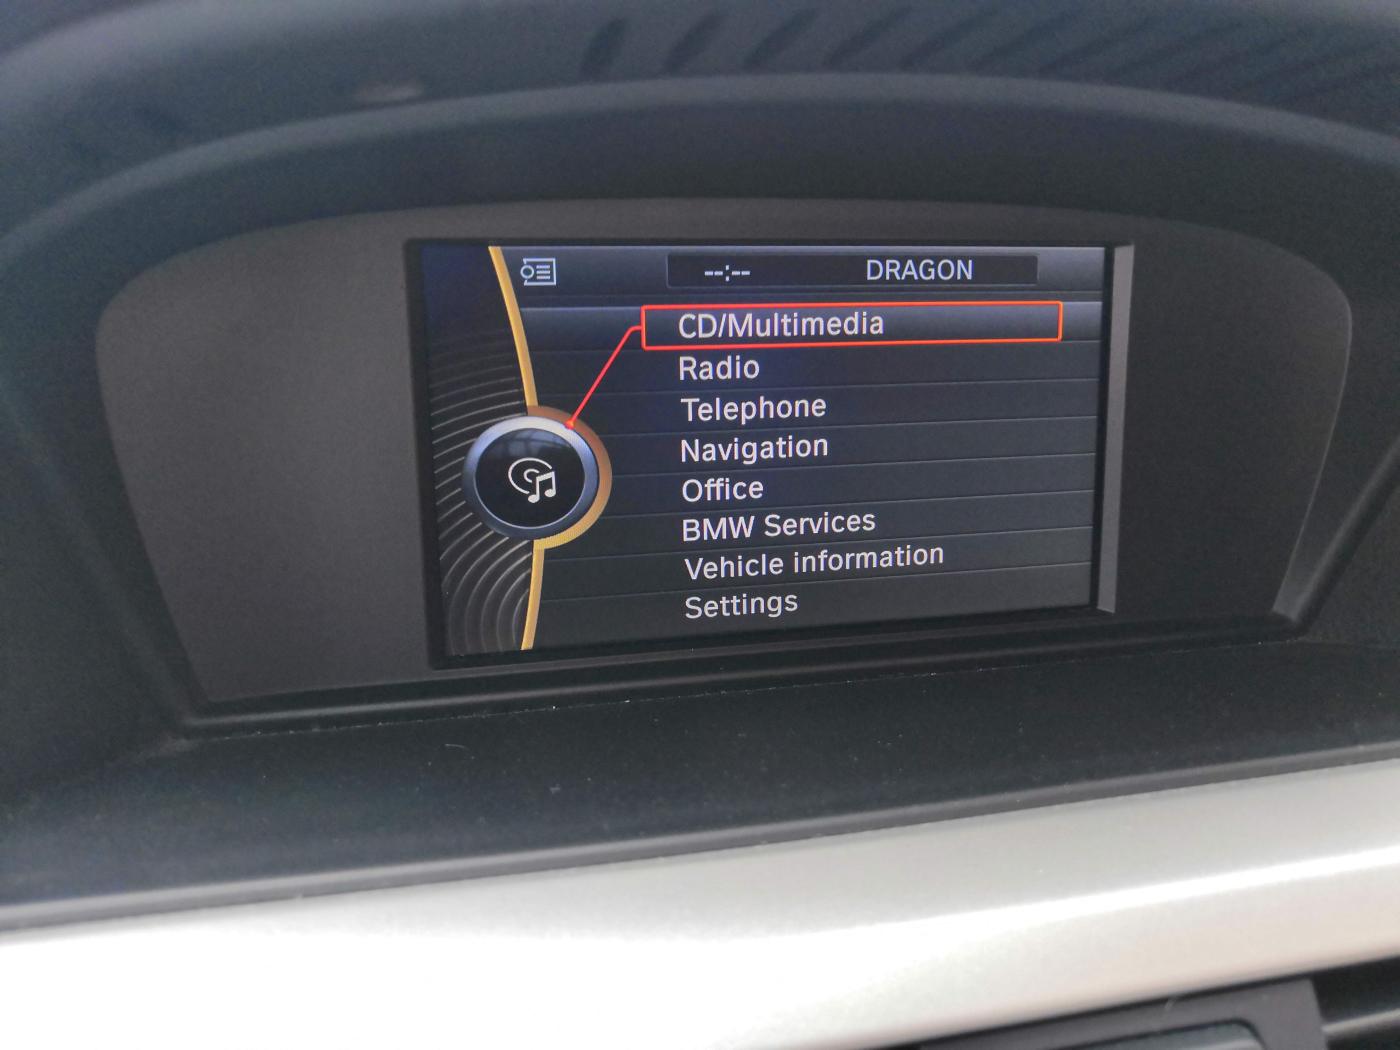 --:-- DRAGON
CD/Multimedia
Radio
Telephone
Navigation
Office
BMW Services
Vehicle information
Settings